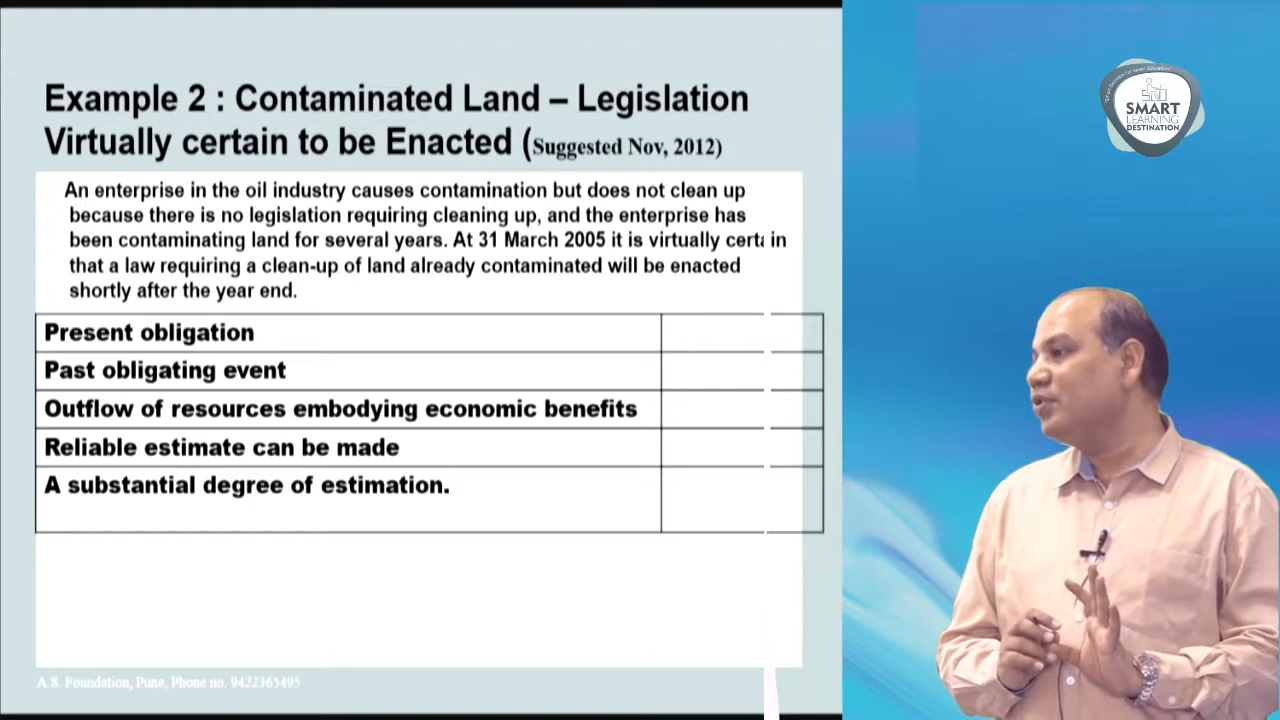 Example 2 : Contaminated Land – Legislation
Virtually certain to be Enacted (Suggested Nov, 2012)
An enterprise in the oil industry causes contamination but does not clean up
because there is no legislation requiring cleaning up, and the enterprise has
been contaminating land for several years. At 31 March 2005 it is virtually certain
that a law requiring a clean-up of land already contaminated will be enacted
shortly after the year end.
Present obligation
Past obligating event
Outflow of resources embodying economic benefits
Reliable estimate can be made
A substantial degree of estimation.
A.S. Foundation, Pune, Phone no. 9422365495
SMART
LEARNING
DESTINATION